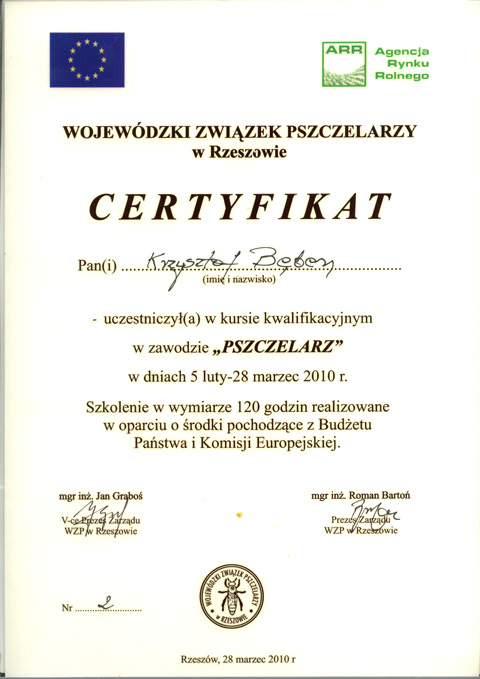 ARR
Agencja
Rynku
Rolnego
WOJEWÓDZKI ZWIĄZEK PSZCZELARZY
w Rzeszowie
CERTYFIKAT
Pan(i) ... Krzysztof ...
(imię i nazwisko)
- uczestniczył(a) w kursie kwalifikacyjnym
w zawodzie „PSZCZELARZ”
w dniach 5 luty-28 marzec 2010 r.
Szkolenie w wymiarze 120 godzin realizowane
w oparciu o środki pochodzące z Budżetu
Państwa i Komisji Europejskiej.
mgr inż. Jan Graboś
V-ce Prezes Zarządu
WZP w Rzeszowie
mgr inż. Roman Bartoń
Prezes Zarządu
WZP w Rzeszowie
WOJEWÓDZKI ZWIĄZEK PSZCZELARZY
w RZESZOWIE
Nr ... 2 ...
Rzeszów, 28 marzec 2010 r